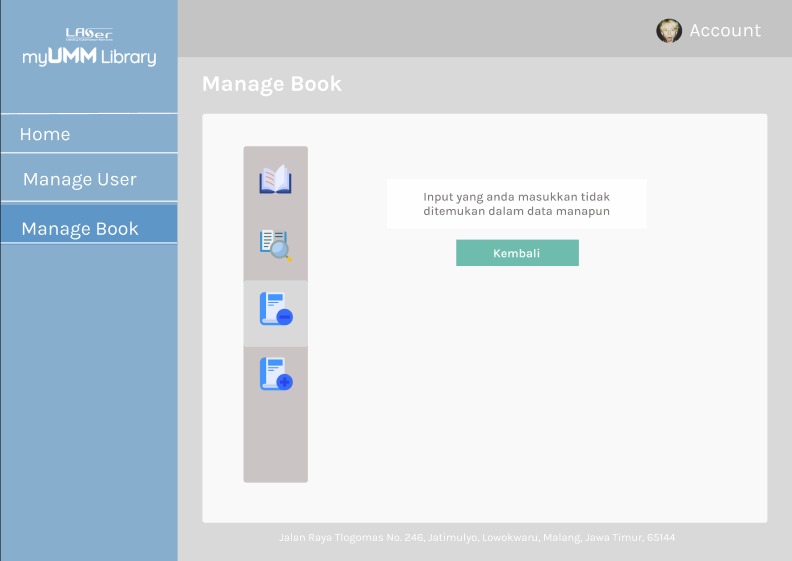 LASer
myUMM Library
Account
Manage Book
Home
Manage User
Manage Book
Input yang anda masukkan tidak
ditemukan dalam data manapun
Kembali
Jalan Raya Tlogomas No. 246, Jatimulyo, Lowokwaru, Malang, Jawa Timur, 65144